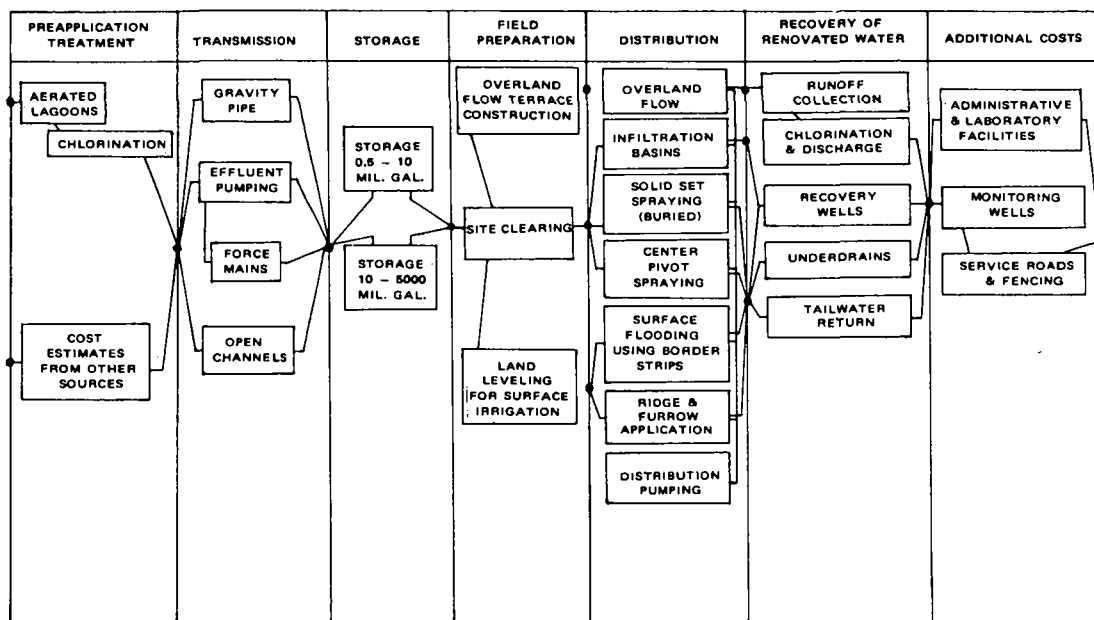 PREAPPLICATION
TREATMENT
TRANSMISSION
STORAGE
FIELD
PREPARATION
DISTRIBUTION
RECOVERY OF
RENOVATED WATER
ADDITIONAL COSTS
AERATED
LAGOONS
CHLORINATION
COST
ESTIMATES
FROM OTHER
SOURCES
GRAVITY
PIPE
EFFLUENT
PUMPING
FORCE
MAINS
OPEN
CHANNELS
STORAGE
0.5 - 10
MIL. GAL.
STORAGE
10 - 5000
MIL. GAL.
OVERLAND
FLOW TERRACE
CONSTRUCTION
SITE CLEARING
LAND
LEVELING
FOR SURFACE
IRRIGATION
OVERLAND
FLOW
INFILTRATION
BASINS
SOLID SET
SPRAYING
(BURIED)
CENTER
PIVOT
SPRAYING
SURFACE
FLOODING
USING BORDER
STRIPS
RIDGE &
FURROW
APPLICATION
DISTRIBUTION
PUMPING
RUNOFF
COLLECTION
CHLORINATION
& DISCHARGE
RECOVERY
WELLS
UNDERDRAINS
TAILWATER
RETURN
ADMINISTRATIVE
& LABORATORY
FACILITIES
MONITORING
WELLS
SERVICE ROADS
& FENCING